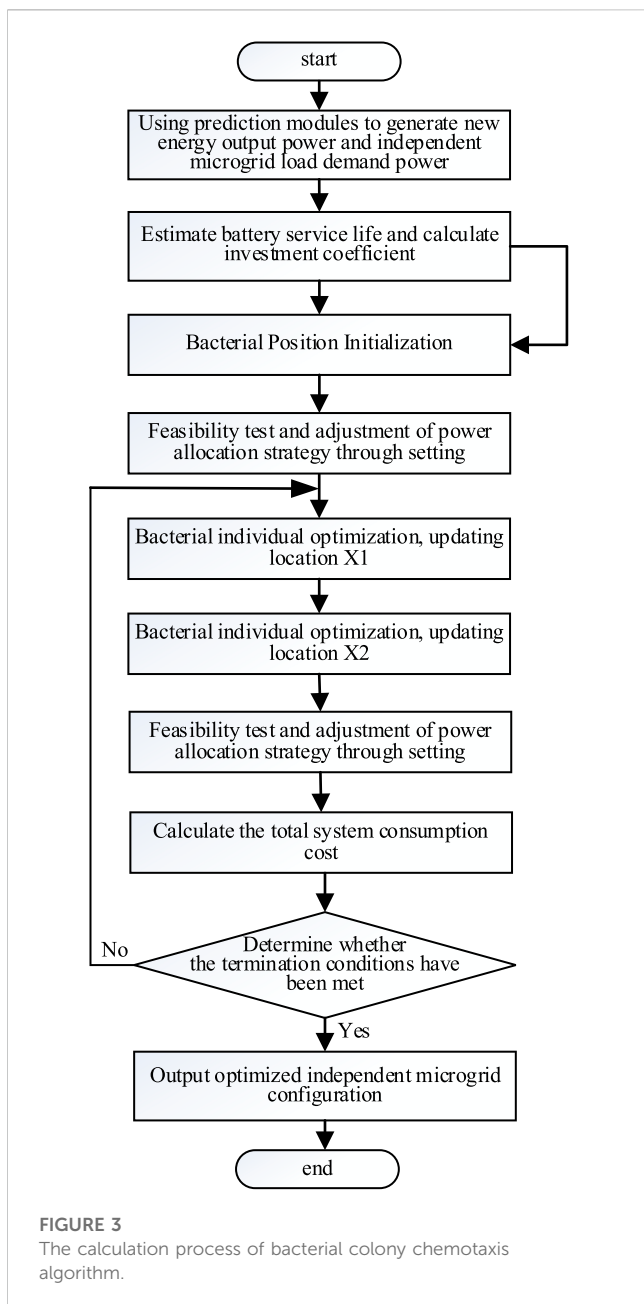 start
Using prediction modules to generate new
energy output power and independent
microgrid load demand power
Estimate battery service life and calculate
investment coefficient
Bacterial Position Initialization
Feasibility test and adjustment of power
allocation strategy through setting
Bacterial individual optimization, updating
location X1
Bacterial individual optimization, updating
location X2
Feasibility test and adjustment of power
allocation strategy through setting
Calculate the total system consumption
cost
Determine whether
the termination conditions have
been met
No
Yes
Output optimized independent microgrid
configuration
end
FIGURE 3
The calculation process of bacterial colony chemotaxis
algorithm.